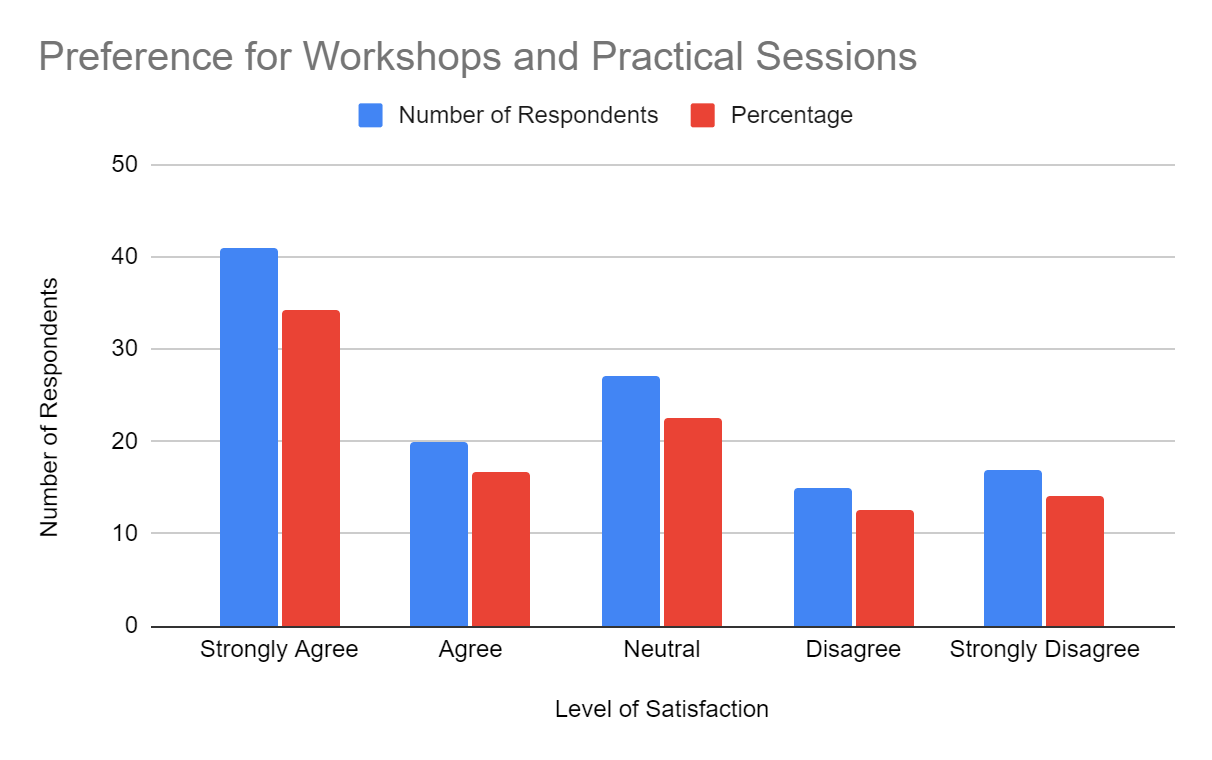 Preference for Workshops and Practical Sessions
Number of Respondents
Percentage
50
40
30
20
10
0
Number of Respondents
Strongly Agree
Agree
Neutral
Disagree
Strongly Disagree
Level of Satisfaction